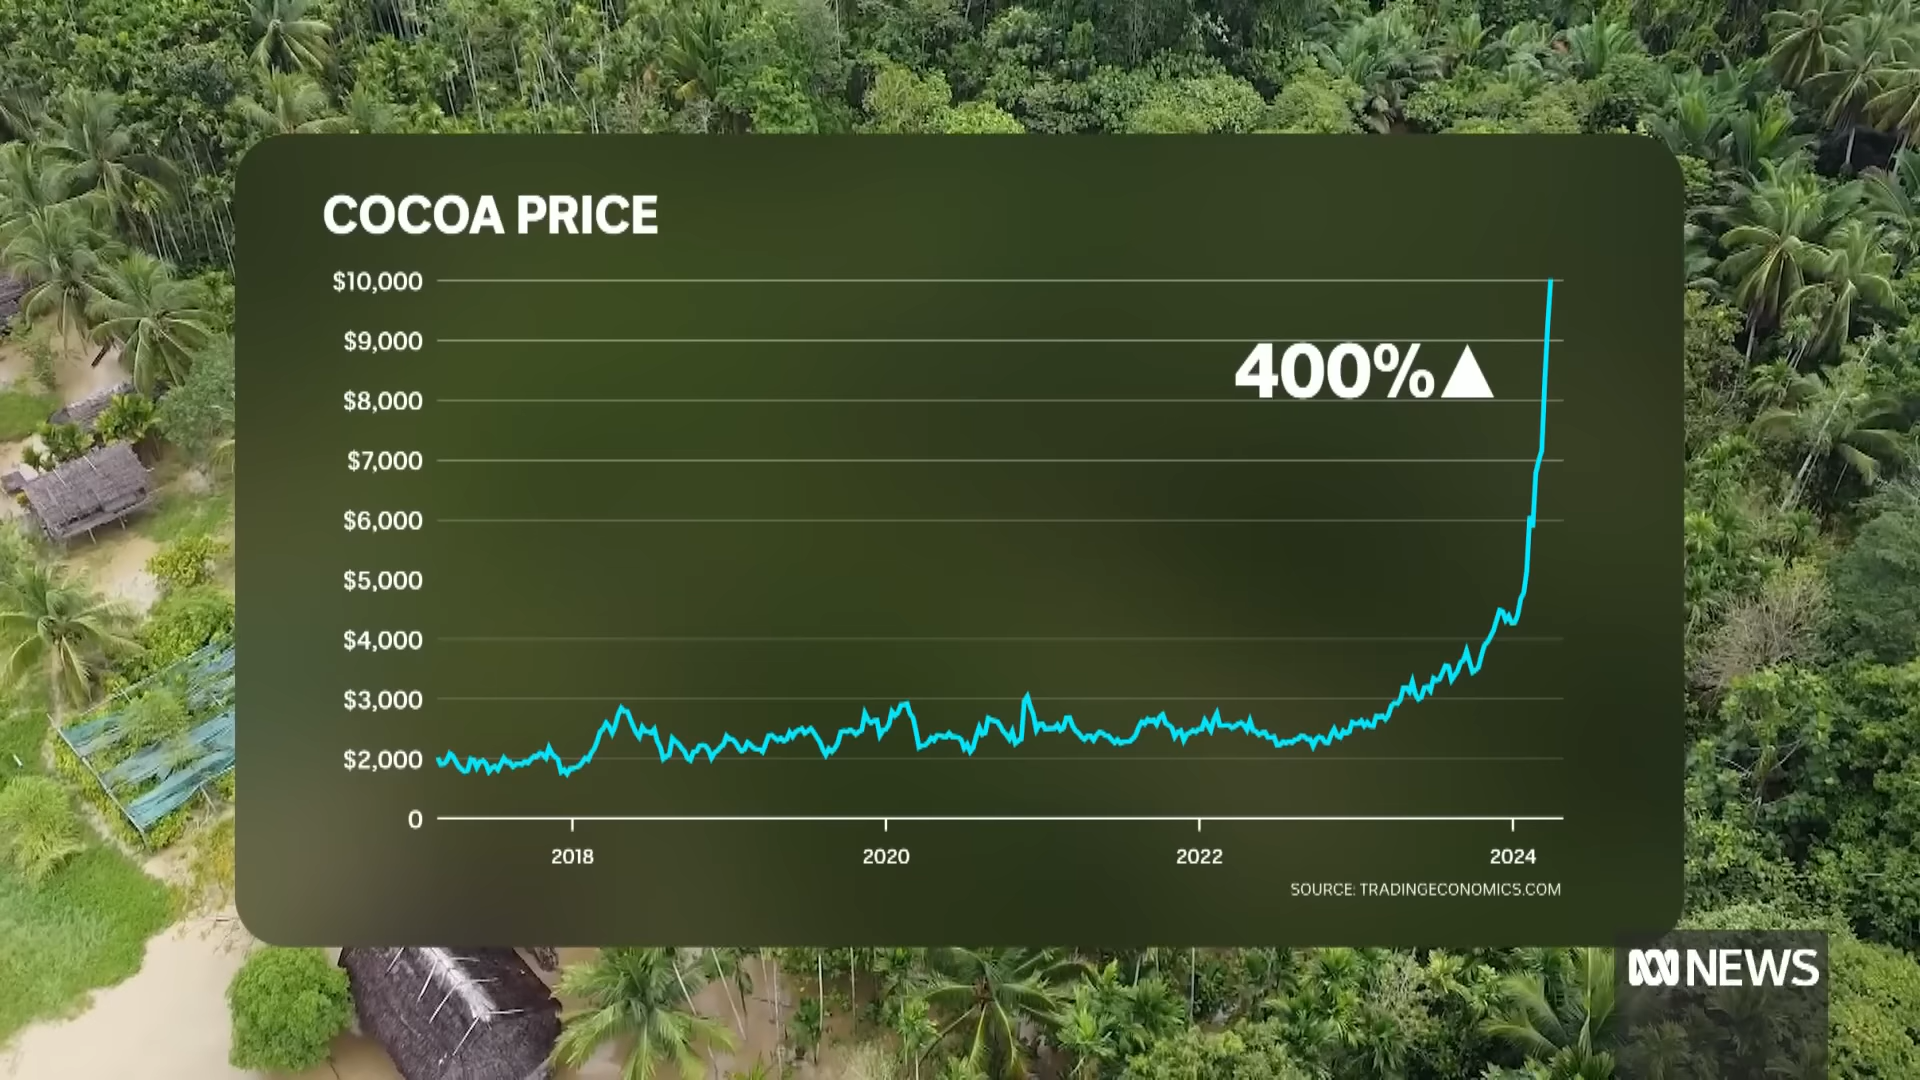 COCOA PRICE
$10,000
$9,000
400%▲
$8,000
$7,000
$6,000
$5,000
$4,000
$3,000
$2,000
0
2018 2020 2022 2024
SOURCE: TRADINGECONOMICS.COM
NEWS